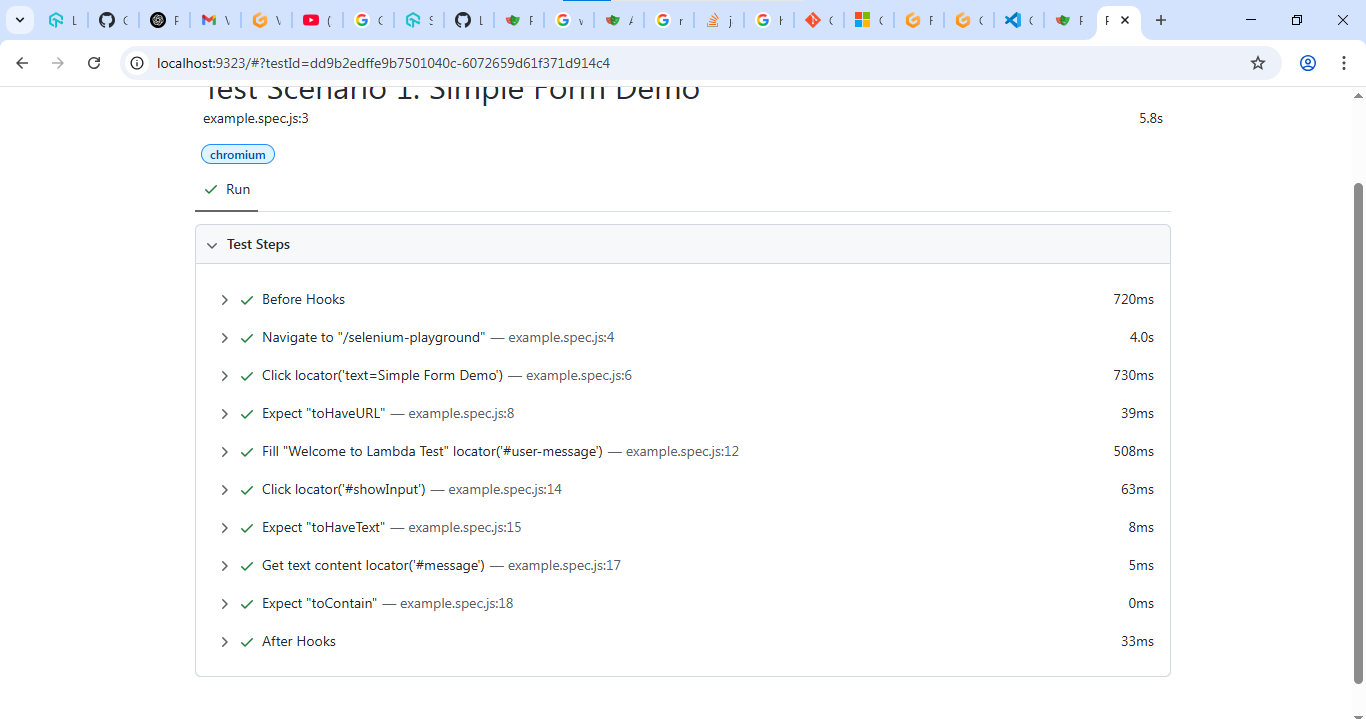 localhost:9323/#?testId=dd9b2edffe9b7501040c-6072659d61f371d914c4
Test Scenario 1: Simple Form Demo
example.spec.js:3 5.8s
chromium
Run
Test Steps
Before Hooks 720ms
Navigate to "/selenium-playground" — example.spec.js:4 4.0s
Click locator('text=Simple Form Demo') — example.spec.js:6 730ms
Expect "toHaveURL" — example.spec.js:8 39ms
Fill "Welcome to Lambda Test" locator('#user-message') — example.spec.js:12 508ms
Click locator('#showInput') — example.spec.js:14 63ms
Expect "toHaveText" — example.spec.js:15 8ms
Get text content locator('#message') — example.spec.js:17 5ms
Expect "toContain" — example.spec.js:18 0ms
After Hooks 33ms